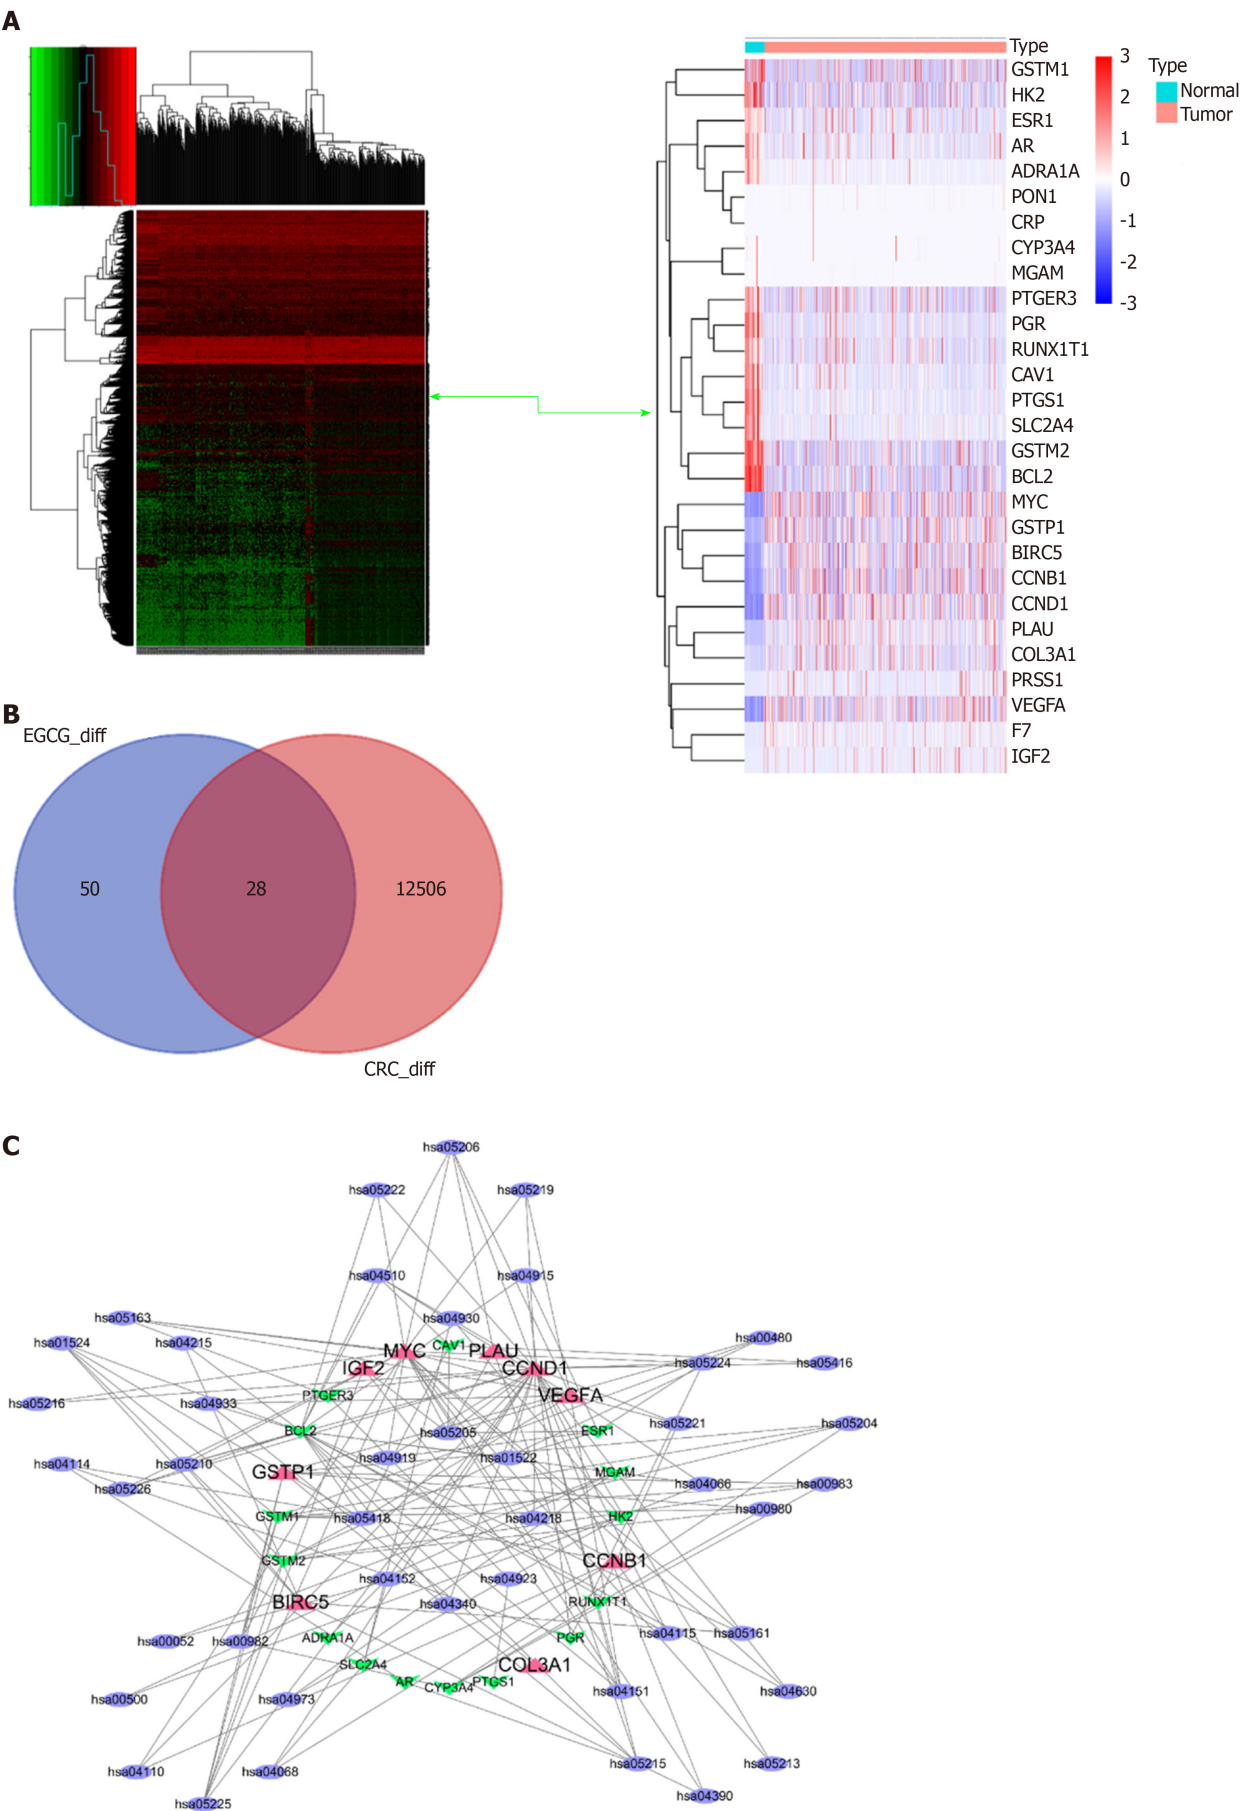 A
Type
GSTM1
HK2
ESR1
AR
ADRA1A
PON1
CRP
CYP3A4
MGAM
PTGER3
PGR
RUNX1T1
CAV1
PTGS1
SLC2A4
GSTM2
BCL2
MYC
GSTP1
BIRC5
CCNB1
CCND1
PLAU
COL3A1
PRSS1
VEGFA
F7
IGF2
3
2
1
0
-1
-2
-3
Type
Normal
Tumor
B
EGCG_diff
50
28
12506
CRC_diff
C
hsa05206
hsa05222
hsa05219
hsa04510
hsa04915
hsa05163
hsa04930
hsa01524
hsa04215
MYC
CAV1
PLAU
hsa00480
IGF2
CCND1
hsa05224
hsa05416
hsa05216
hsa04933
PTGER3
VEGFA
BCL2
hsa05205
ESR1
hsa05221
hsa05204
hsa04114
hsa05210
GSTP1
hsa04919
hsa01522
MGAM
hsa05226
hsa04066
hsa00983
GSTM1
hsa05418
hsa04218
HK2
hsa00980
GSTM2
CCNB1
hsa04152
hsa04923
BIRC5
hsa04340
RUNX1T1
hsa00052
hsa00982
ADRA1A
PGR
hsa04115
hsa05161
SLC2A4
COL3A1
AR
CYP3A4
PTGS1
hsa00500
hsa04973
hsa04151
hsa04630
hsa04110
hsa04068
hsa05215
hsa05213
hsa05225
hsa04390